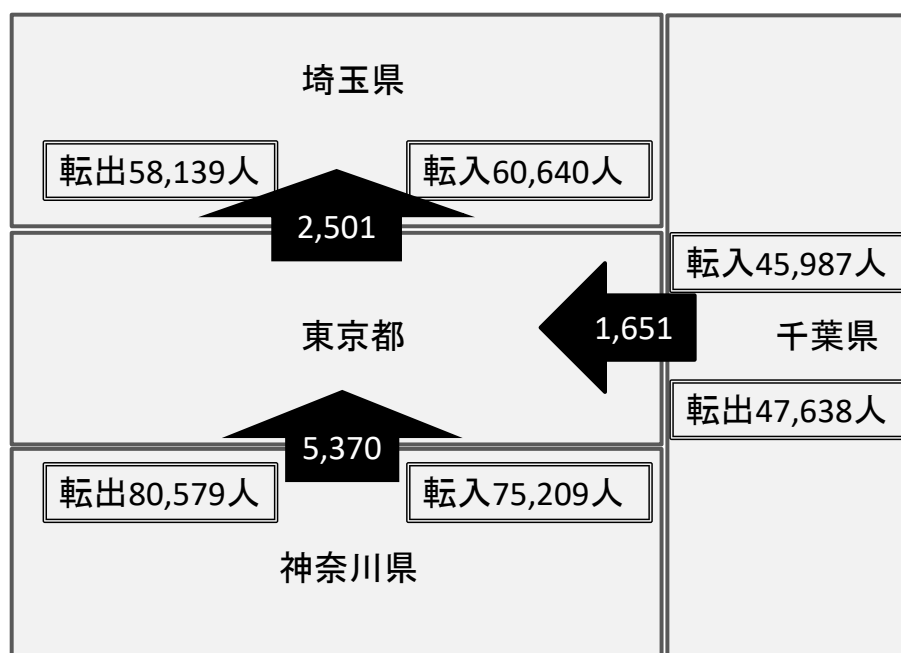 埼玉県
転出58,139人
転入60,640人
2,501
転入45,987人
東京都
1,651
千葉県
転出47,638人
5,370
転出80,579人
転入75,209人
神奈川県